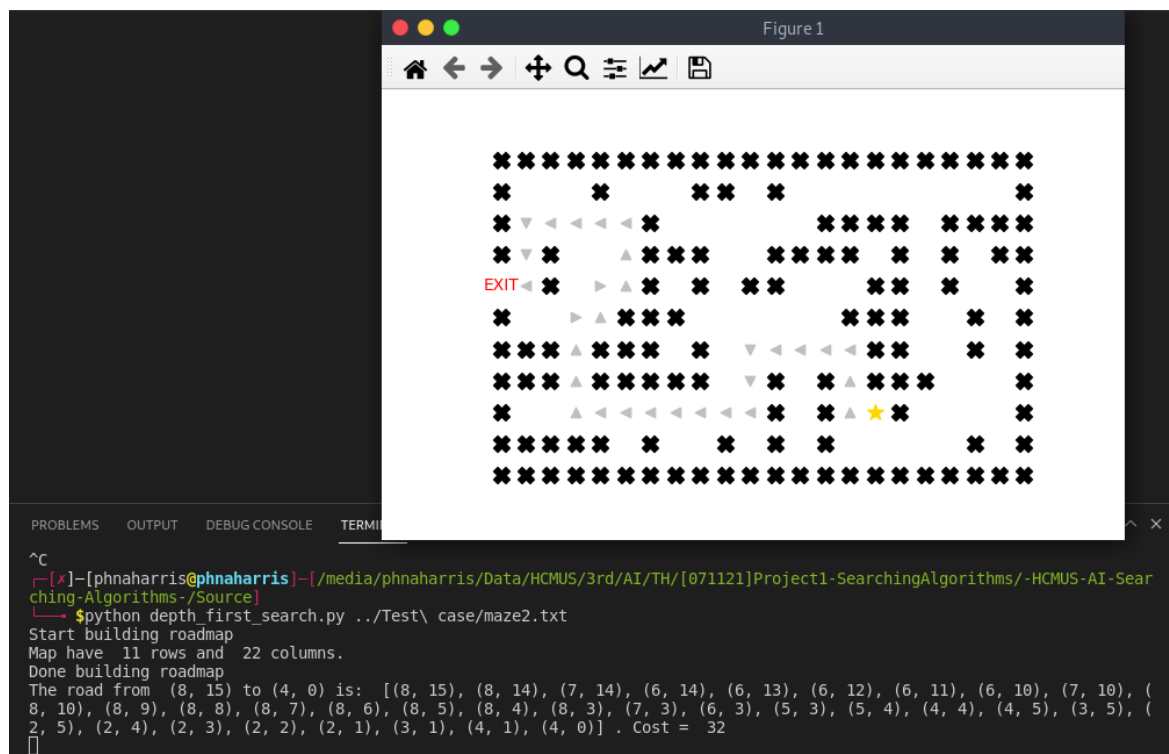 Figure 1
EXIT
PROBLEMS OUTPUT DEBUG CONSOLE TERMI
^C
┌─[✗]─[phnaharris@phnaharris]─[/media/phnaharris/Data/HCMUS/3rd/AI/TH/[071121]Project1-SearchingAlgorithms/-HCMUS-AI-Sear
ching-Algorithms-/Source]
└──╼ $python depth_first_search.py ../Test\ case/maze2.txt
Start building roadmap
Map have  11 rows and  22 columns.
Done building roadmap
The road from  (8, 15) to (4, 0) is:  [(8, 15), (8, 14), (7, 14), (6, 14), (6, 13), (6, 12), (6, 11), (6, 10), (7, 10), (
8, 10), (8, 9), (8, 8), (8, 7), (8, 6), (8, 5), (8, 4), (8, 3), (7, 3), (6, 3), (5, 3), (5, 4), (4, 4), (4, 5), (3, 5), (
2, 5), (2, 4), (2, 3), (2, 2), (2, 1), (3, 1), (4, 1), (4, 0)] . Cost =  32